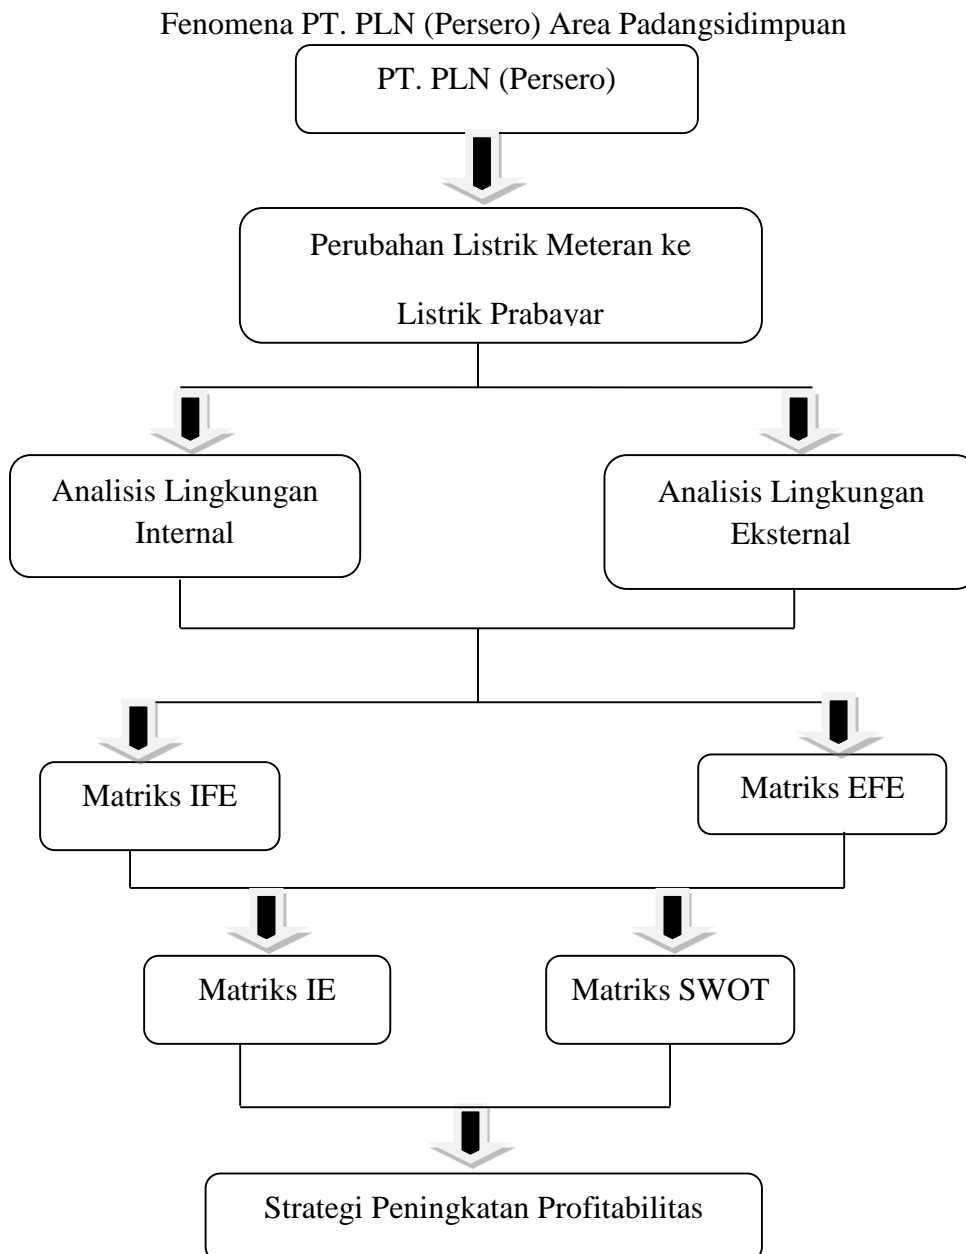 Fenomena PT. PLN (Persero) Area Padangsidimpuan
PT. PLN (Persero)
Perubahan Listrik Meteran ke
Listrik Prabayar
Analisis Lingkungan
Internal
Analisis Lingkungan
Eksternal
Matriks IFE
Matriks EFE
Matriks IE
Matriks SWOT
Strategi Peningkatan Profitabilitas